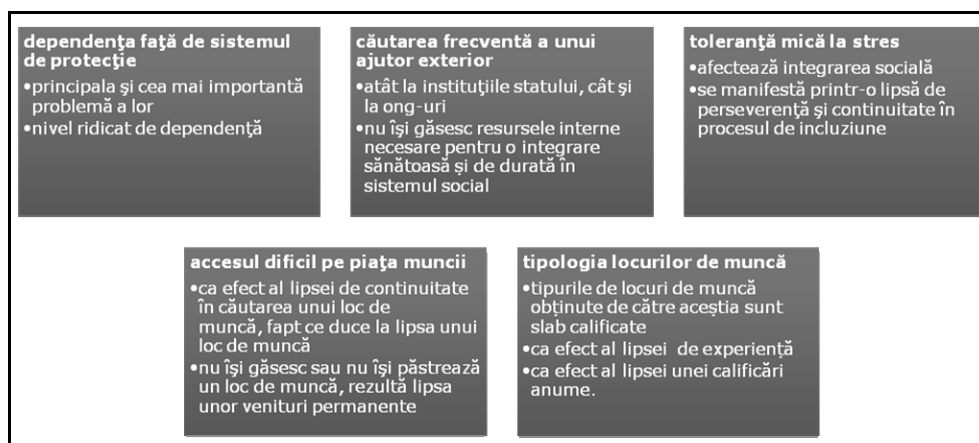 dependenţa faţă de sistemul
de protecţie
•principala şi cea mai importantă
problemă a lor
•nivel ridicat de dependenţă
căutarea frecventă a unui
ajutor exterior
•atât la instituţiile statului, cât şi
la ong-uri
•nu îşi găsesc resursele interne
necesare pentru o integrare
sănătoasă și de durată în
sistemul social
toleranţă mică la stres
•afectează integrarea socială
•se manifestă printr-o lipsă de
perseverenţă şi continuitate în
procesul de incluziune
accesul dificil pe piaţa muncii
•ca efect al lipsei de continuitate
în căutarea unui loc de
muncă, fapt ce duce la lipsa unui
loc de muncă
•nu îşi găsesc sau nu îşi păstrează
un loc de muncă, rezultă lipsa
unor venituri permanente
tipologia locurilor de muncă
•tipurile de locuri de muncă
obținute de către aceștia sunt
slab calificate
•ca efect al lipsei de experiență
•ca efect al lipsei unei calificări
anume.